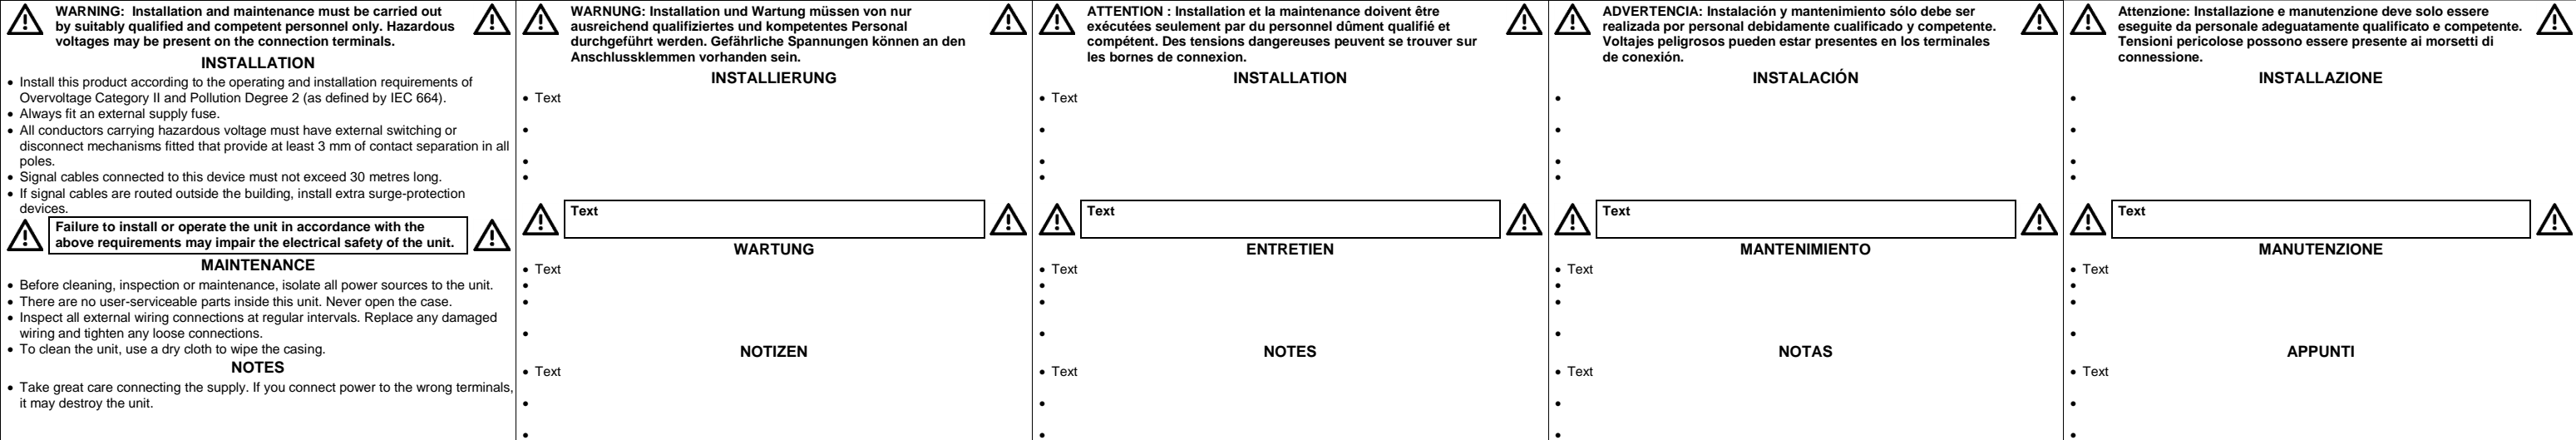 WARNING:  Installation and maintenance must be carried out
by suitably qualified and competent personnel only. Hazardous
voltages may be present on the connection terminals.
INSTALLATION
• Install this product according to the operating and installation requirements of
Overvoltage Category II and Pollution Degree 2 (as defined by IEC 664).
• Always fit an external supply fuse.
• All conductors carrying hazardous voltage must have external switching or
disconnect mechanisms fitted that provide at least 3 mm of contact separation in all
poles.
• Signal cables connected to this device must not exceed 30 metres long.
• If signal cables are routed outside the building, install extra surge-protection
devices.
Failure to install or operate the unit in accordance with the
above requirements may impair the electrical safety of the unit.
MAINTENANCE
• Before cleaning, inspection or maintenance, isolate all power sources to the unit.
• There are no user-serviceable parts inside this unit. Never open the case.
• Inspect all external wiring connections at regular intervals. Replace any damaged
wiring and tighten any loose connections.
• To clean the unit, use a dry cloth to wipe the casing.
NOTES
• Take great care connecting the supply. If you connect power to the wrong terminals,
it may destroy the unit.
WARNUNG: Installation und Wartung müssen von nur
ausreichend qualifiziertes und kompetentes Personal
durchgeführt werden. Gefährliche Spannungen können an den
Anschlussklemmen vorhanden sein.
INSTALLIERUNG
• Text
•
•
•
Text
WARTUNG
• Text
•
•
•
NOTIZEN
• Text
•
•
ATTENTION : Installation et la maintenance doivent être
exécutées seulement par du personnel dûment qualifié et
compétent. Des tensions dangereuses peuvent se trouver sur
les bornes de connexion.
INSTALLATION
• Text
•
•
•
Text
ENTRETIEN
• Text
•
•
•
NOTES
• Text
•
•
ADVERTENCIA: Instalación y mantenimiento sólo debe ser
realizada por personal debidamente cualificado y competente.
Voltajes peligrosos pueden estar presentes en los terminales
de conexión.
INSTALACIÓN
•
•
•
•
Text
MANTENIMIENTO
• Text
•
•
•
NOTAS
• Text
•
•
Attenzione: Installazione e manutenzione deve solo essere
eseguite da personale adeguatamente qualificato e competente.
Tensioni pericolose possono essere presente ai morsetti di
connessione.
INSTALLAZIONE
•
•
•
•
Text
MANUTENZIONE
• Text
•
•
•
APPUNTI
• Text
•
•